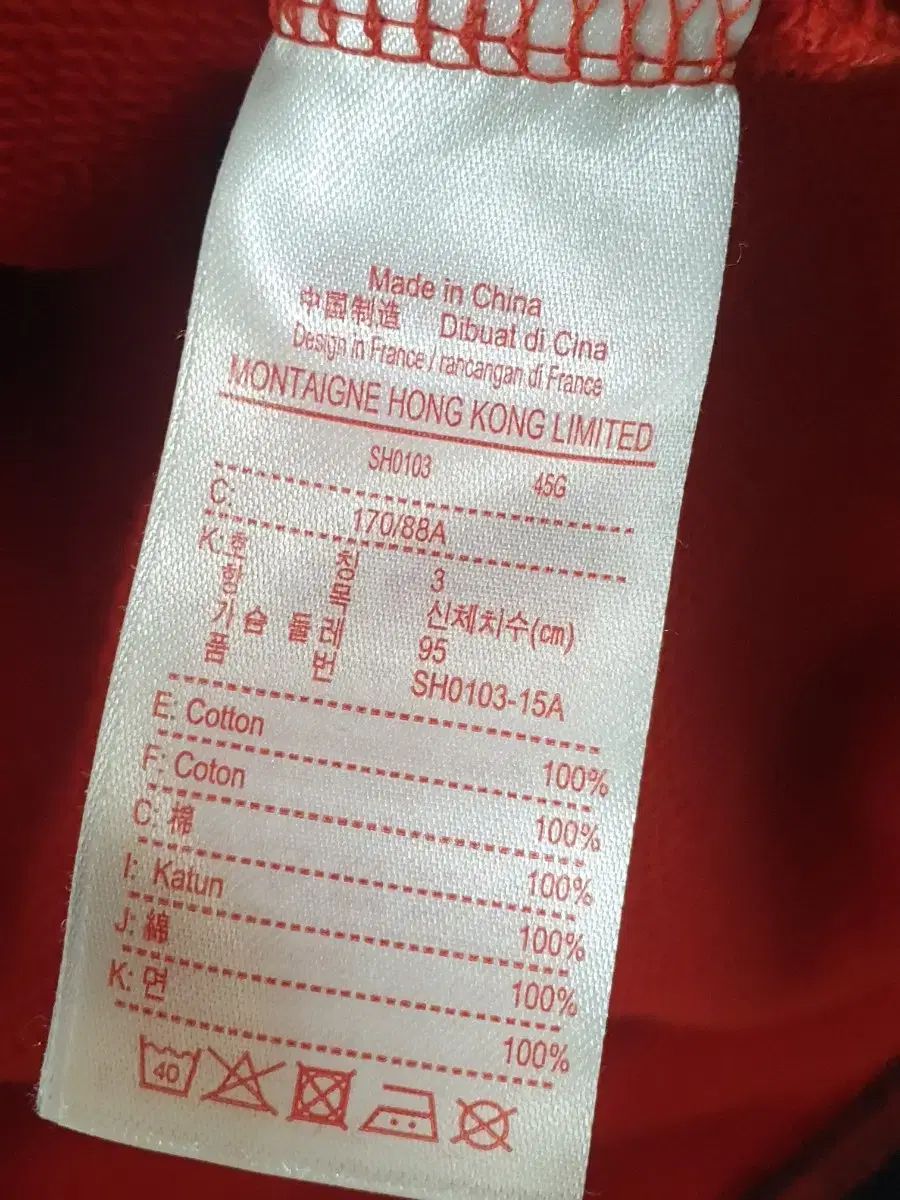 Made in China
中国制造 Dibuat di Cina
Design in France / rancangan di France
MONTAIGNE HONG KONG LIMITED
SH0103 45G
C: 170/88A
K: 호칭 3
항목 신체치수(cm)
가슴둘레 95
품번 SH0103-15A
E: Cotton 100%
F: Coton 100%
C: 棉 100%
I: Katun 100%
J: 綿 100%
K: 면 100%
40